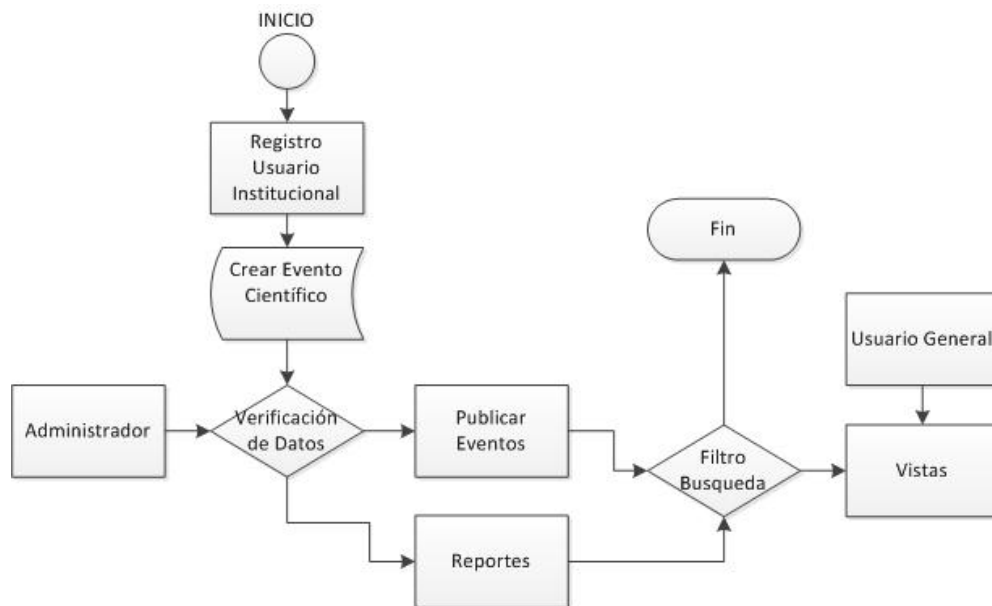 INICIO
Registro
Usuario
Institucional
Crear Evento
Científico
Fin
Usuario General
Administrador
Verificación
de Datos
Publicar
Eventos
Filtro
Busqueda
Vistas
Reportes